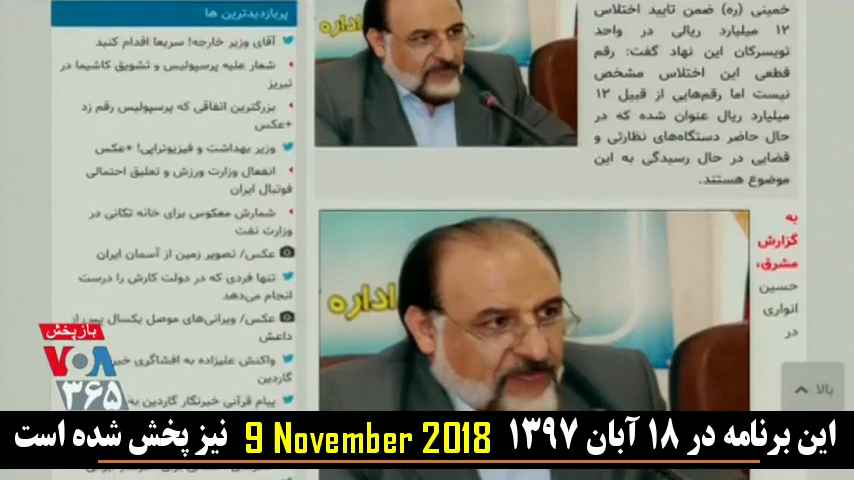 خمینی (ره) ضمن تایید اختلاس
۱۲ میلیارد ریالی در واحد
تویسرکان این نهاد گفت: رقم
قطعی این اختلاس مشخص
نیست اما رقم‌هایی از قبیل ۱۲
میلیارد ریال عنوان شده که در
حال حاضر دستگاه‌های نظارتی و
قضایی در حال رسیدگی به این
موضوع هستند.
اداره
به
گزارش
مشرق،
حسین
انواری
در
اداره
پربازدیدترین ها
آقای وزیر خارجه! سریعا اقدام کنید
شعار علیه پرسپولیس و تشویق کاشیما در
تبریز
بزرگترین اتفاقی که پرسپولیس رقم زد
+عکس
وزیر بهداشت و فیزیوتراپی! +عکس
انفعال وزارت ورزش و تعلیق احتمالی
فوتبال ایران
شمارش معکوس برای خانه تکانی در
وزارت نفت
عکس/ تصویر زمین از آسمان ایران
تنها فردی که در دولت کارش را درست
انجام می‌دهد
عکس/ ویرانی‌های موصل یکسال پس از
داعش
واکنش علیزاده به افشاگری
گاردین
پیام قرآنی خبرنگار گاردین به
بالا
بازپخش
VOA
۳۶۵
این برنامه در ۱۸ آبان ۱۳۹۷ 9 November 2018 نیز پخش شده است